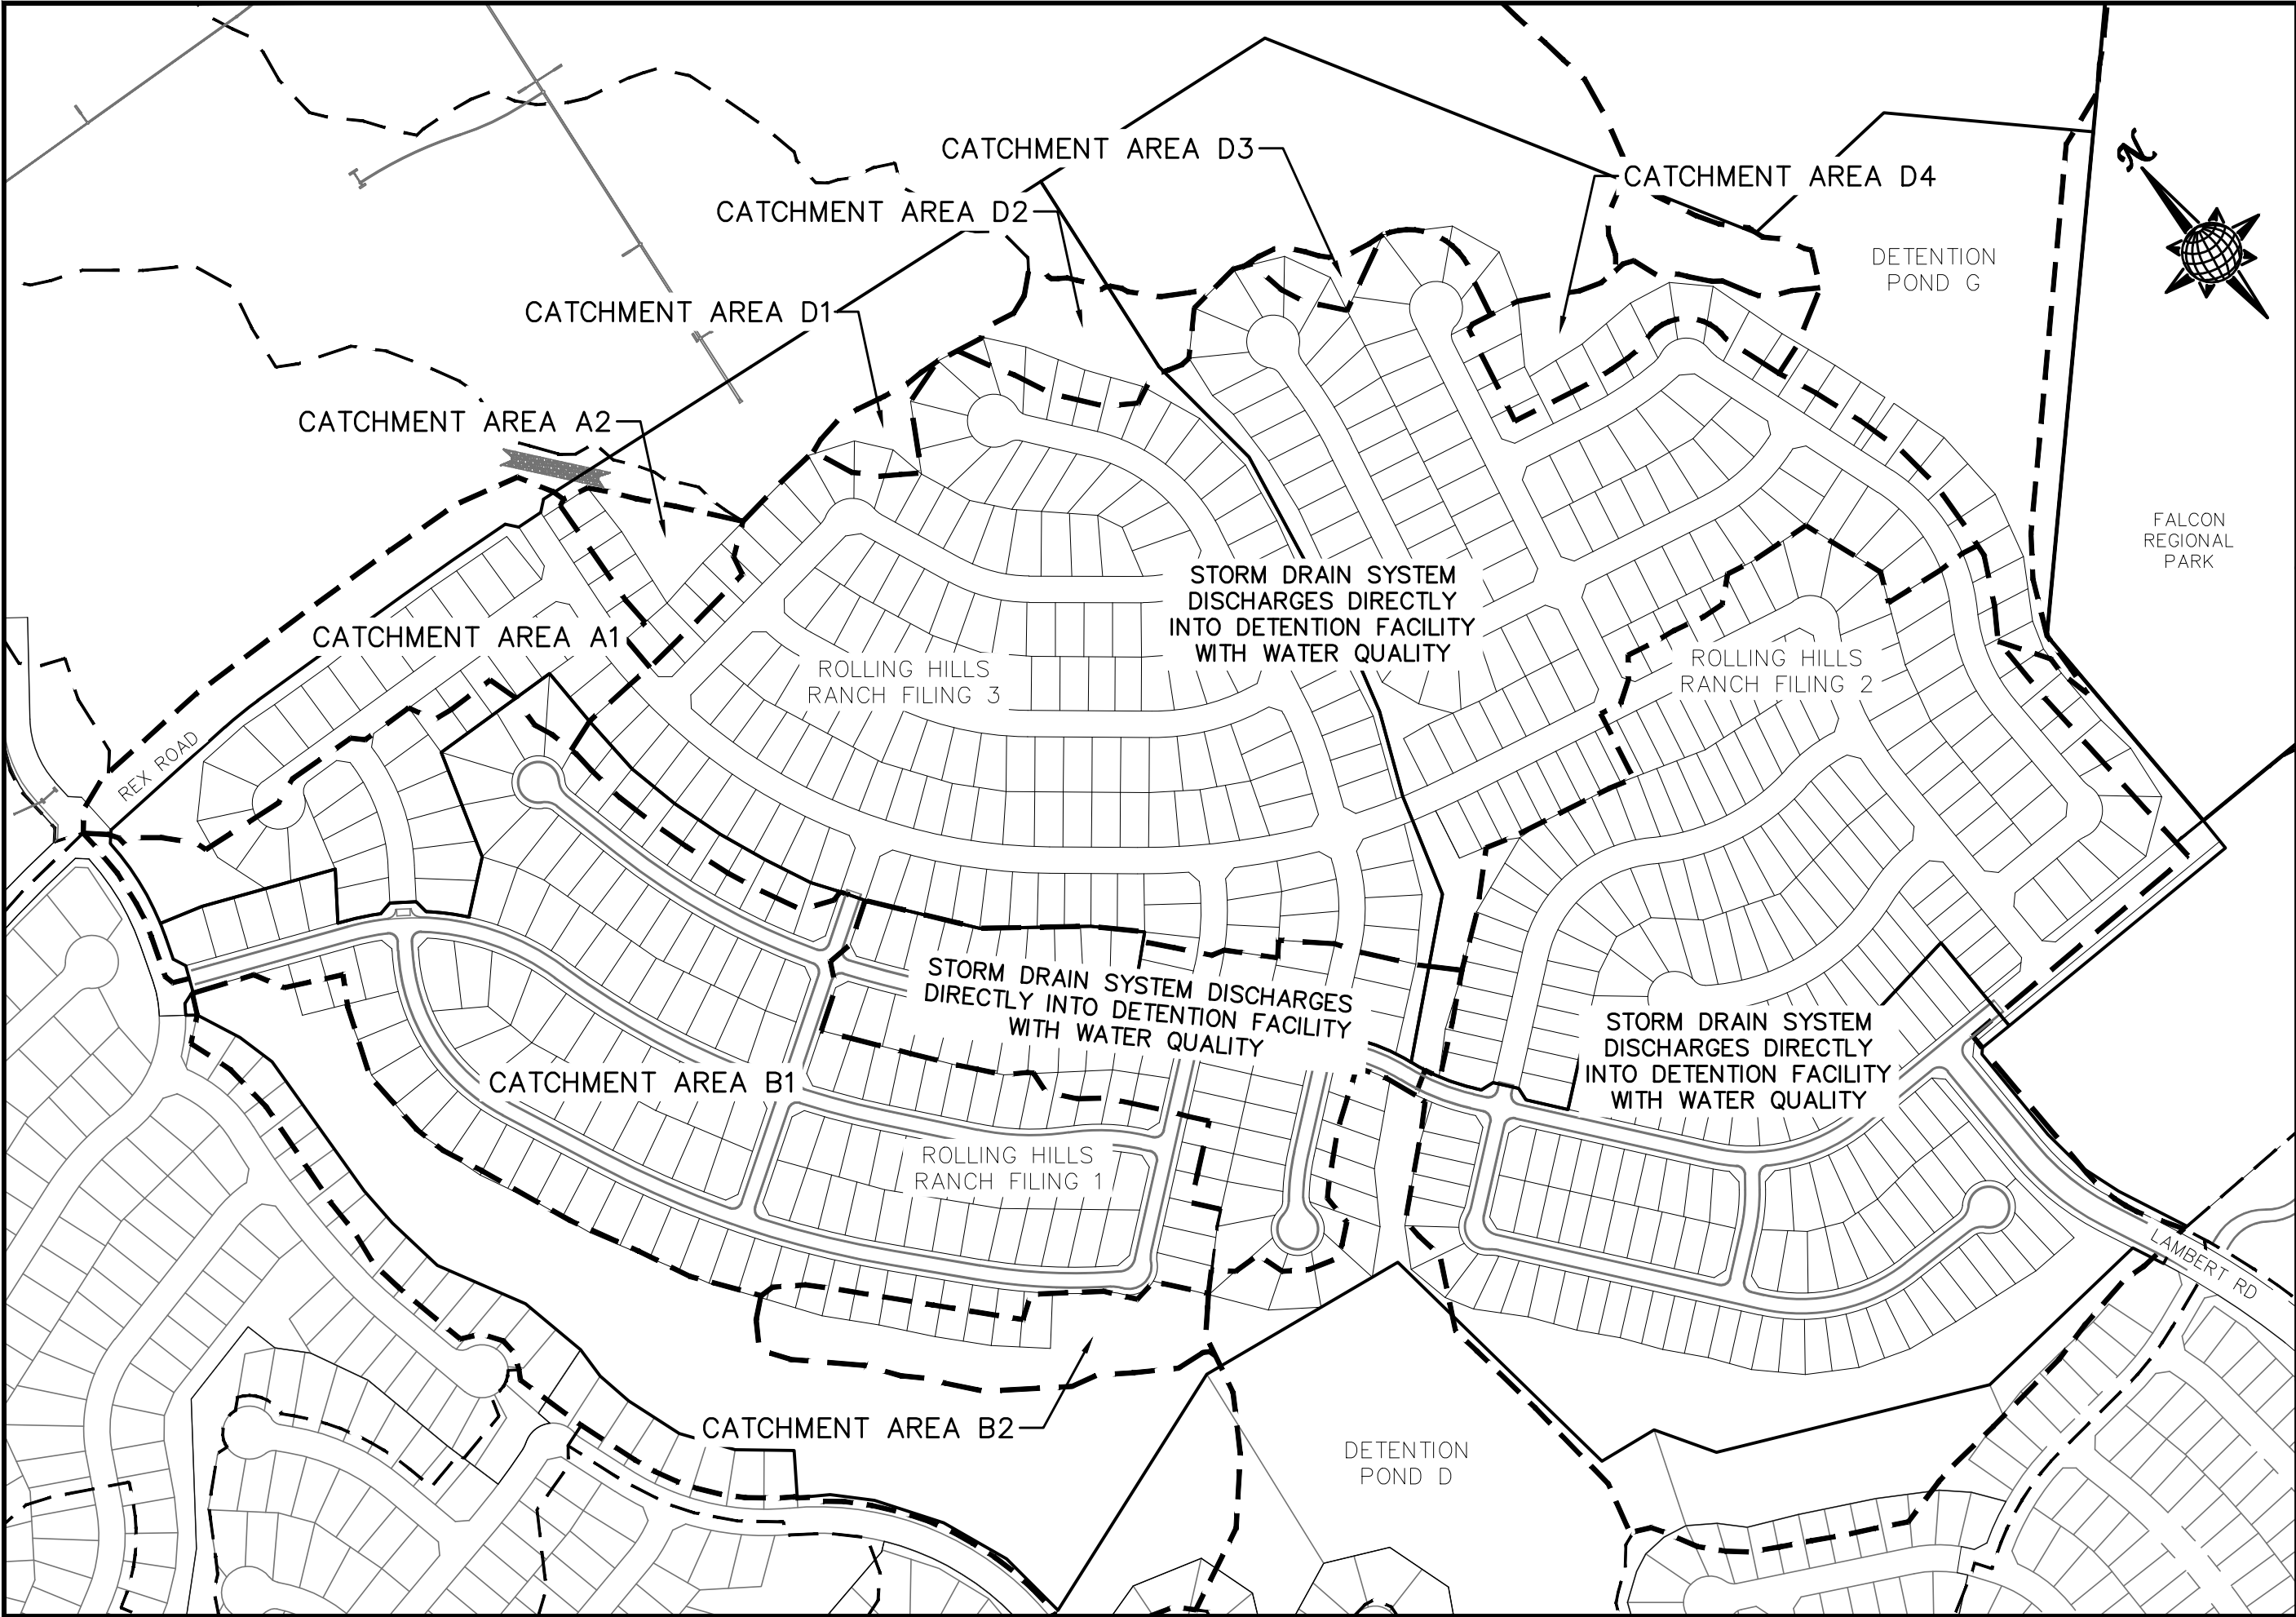 CATCHMENT AREA D3
CATCHMENT AREA D4
CATCHMENT AREA D2
N
DETENTION
POND G
CATCHMENT AREA D1
CATCHMENT AREA A2
FALCON
REGIONAL
PARK
STORM DRAIN SYSTEM
DISCHARGES DIRECTLY
INTO DETENTION FACILITY
WITH WATER QUALITY
CATCHMENT AREA A1
ROLLING HILLS
RANCH FILING 3
ROLLING HILLS
RANCH FILING 2
REX ROAD
STORM DRAIN SYSTEM DISCHARGES
DIRECTLY INTO DETENTION FACILITY
WITH WATER QUALITY
STORM DRAIN SYSTEM
DISCHARGES DIRECTLY
INTO DETENTION FACILITY
WITH WATER QUALITY
CATCHMENT AREA B1
ROLLING HILLS
RANCH FILING 1
LAMBERT RD
CATCHMENT AREA B2
DETENTION
POND D